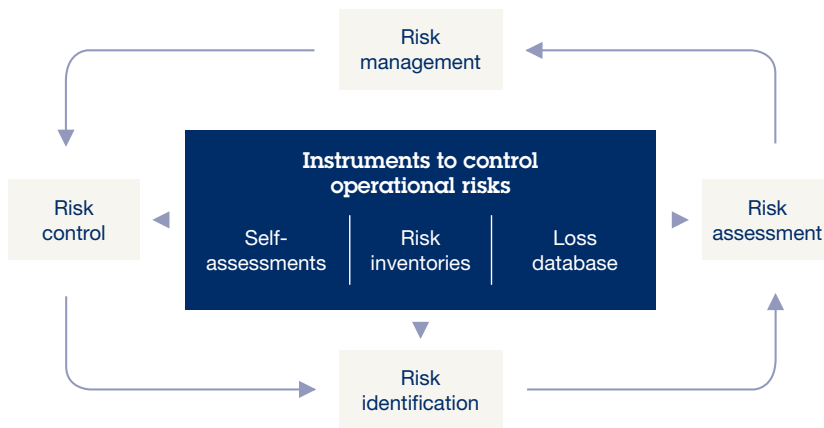 Risk
management
Instruments to control
operational risks
Risk
control
Self-
assessments
Risk
inventories
Loss
database
Risk
assessment
Risk
identification